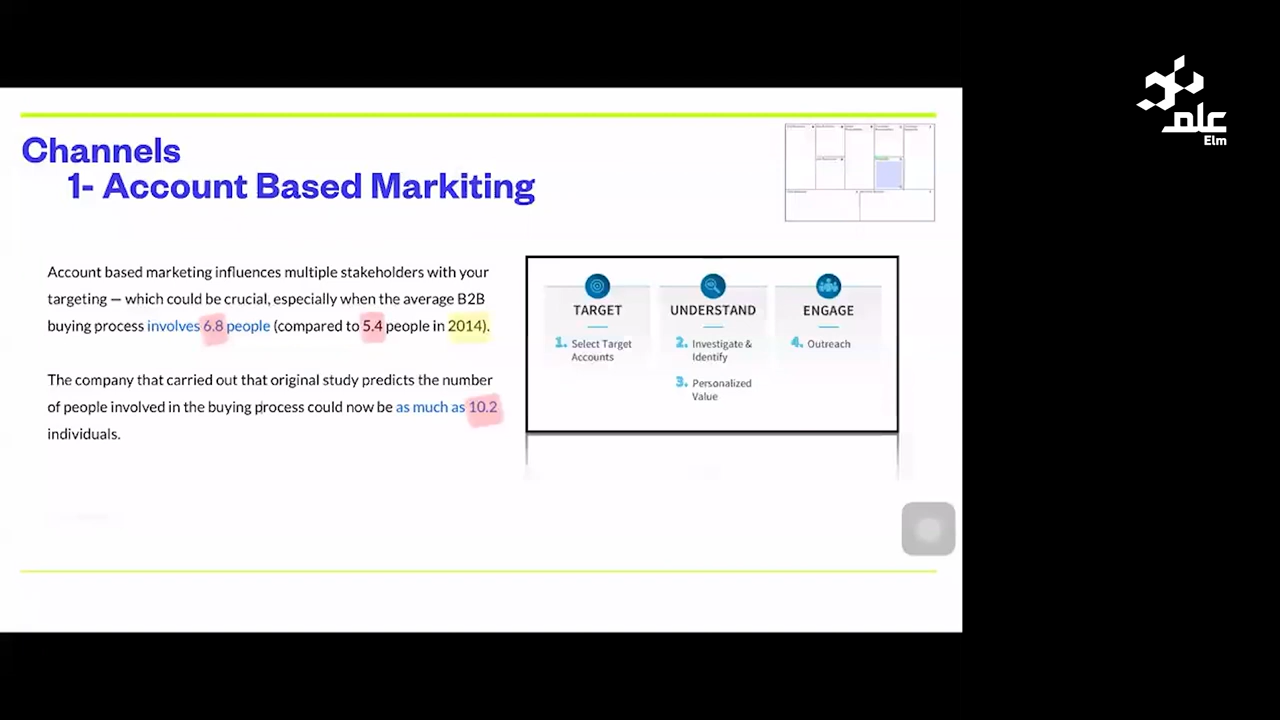 علم
Elm
Channels
1- Account Based Markiting
Account based marketing influences multiple stakeholders with your
targeting — which could be crucial, especially when the average B2B
buying process involves 6.8 people (compared to 5.4 people in 2014).
The company that carried out that original study predicts the number
of people involved in the buying process could now be as much as 10.2
individuals.
TARGET
1. Select Target
Accounts
UNDERSTAND
2. Investigate &
Identify
3. Personalized
Value
ENGAGE
4. Outreach